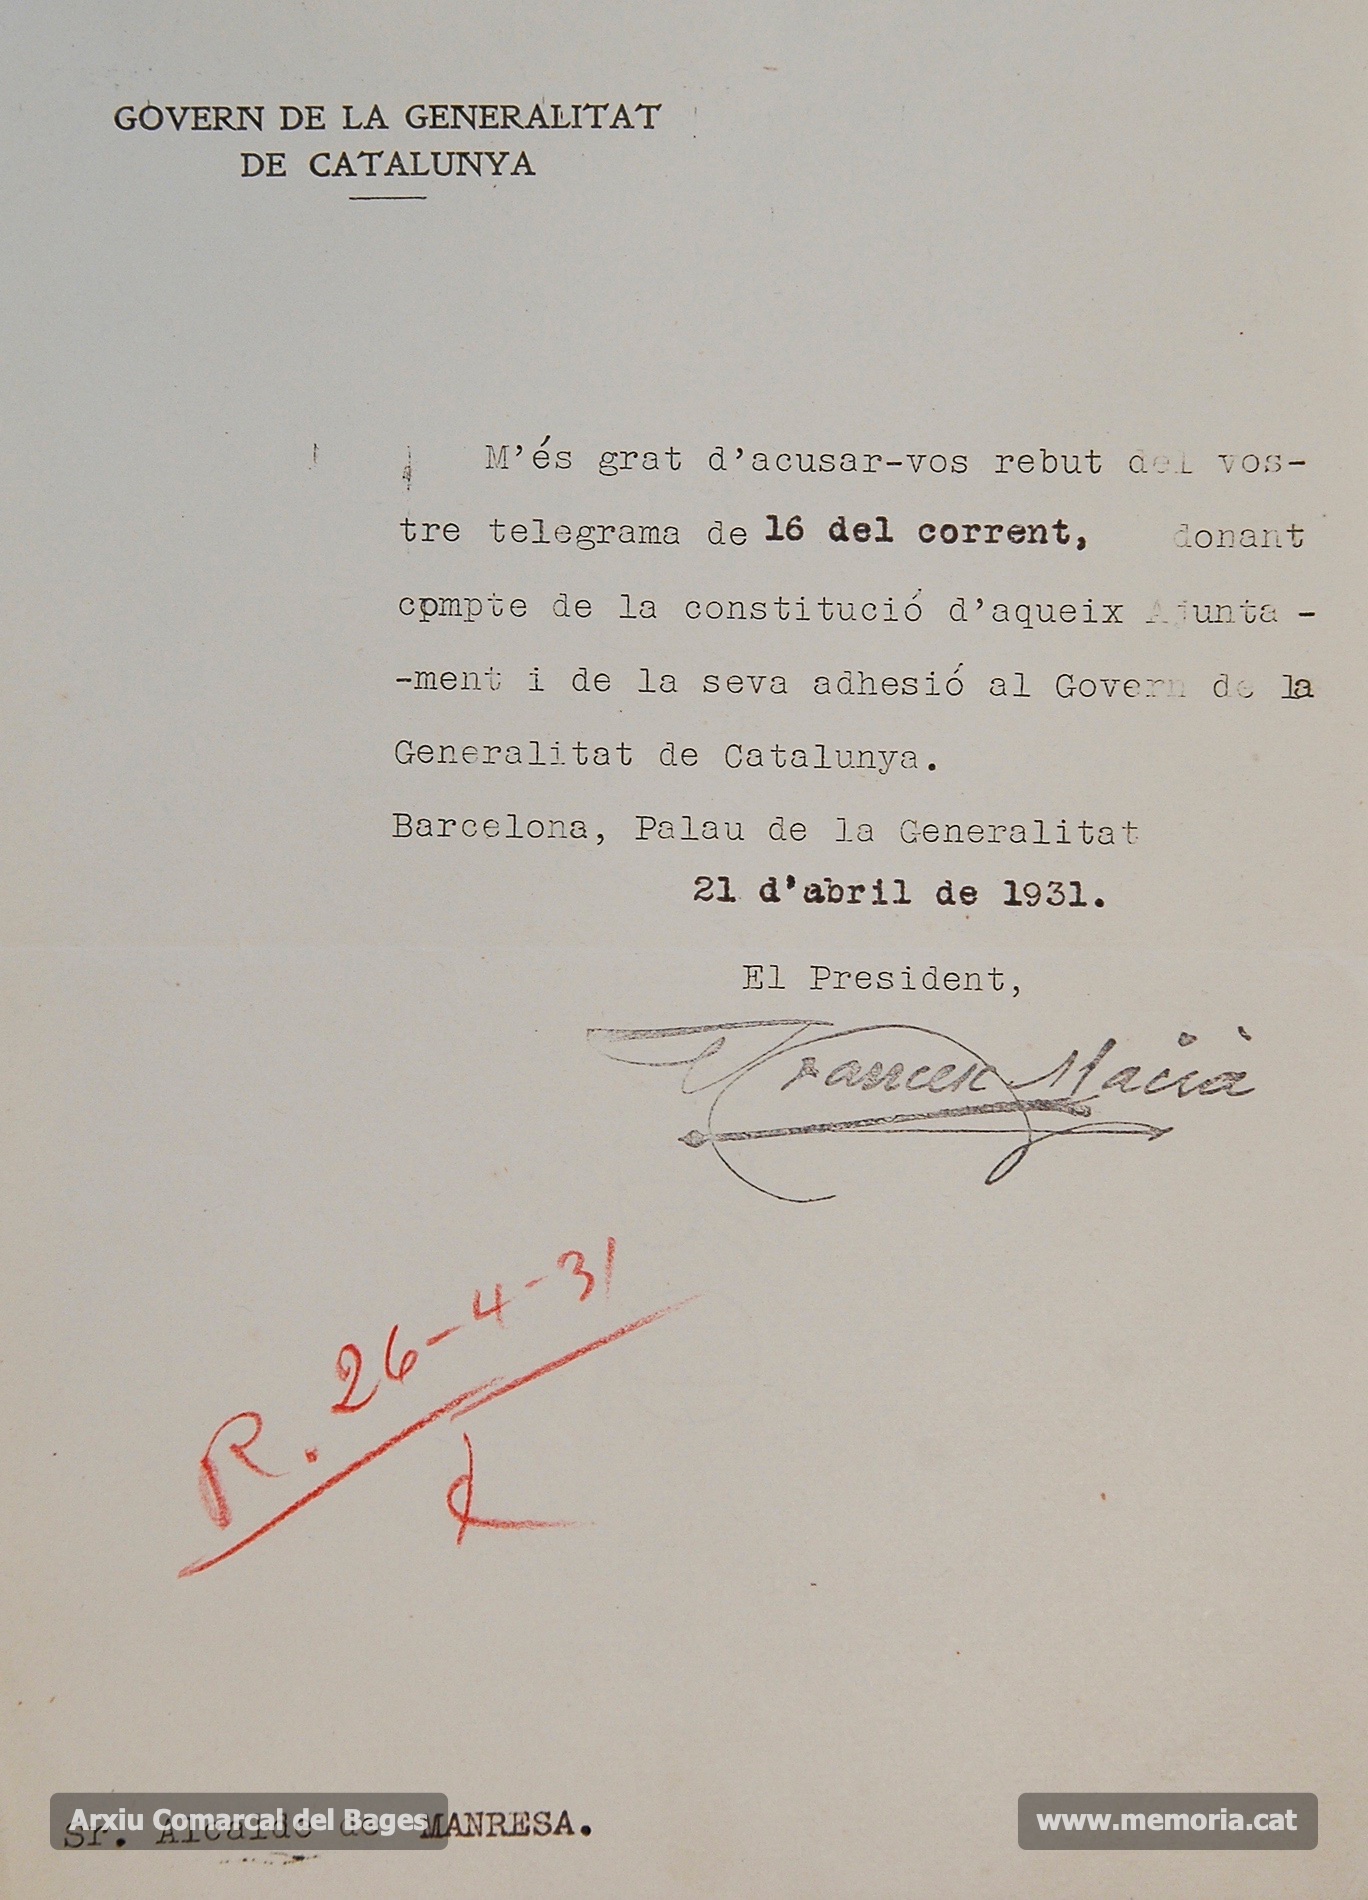 GOVERN DE LA GENERALITAT
DE CATALUNYA
M'és grat d'acusar-vos rebut del vos-
tre telegrama de 16 del corrent, donant
compte de la constitució d'aqueix Ajunta -
-ment i de la seva adhesió al Govern de la
Generalitat de Catalunya.
Barcelona, Palau de la Generalitat
21 d'abril de 1931.
El President,
Francesc Macià
R. 26-4-31
Sr. Alcalde de MANRESA.
Arxiu Comarcal del Bages
www.memoria.cat